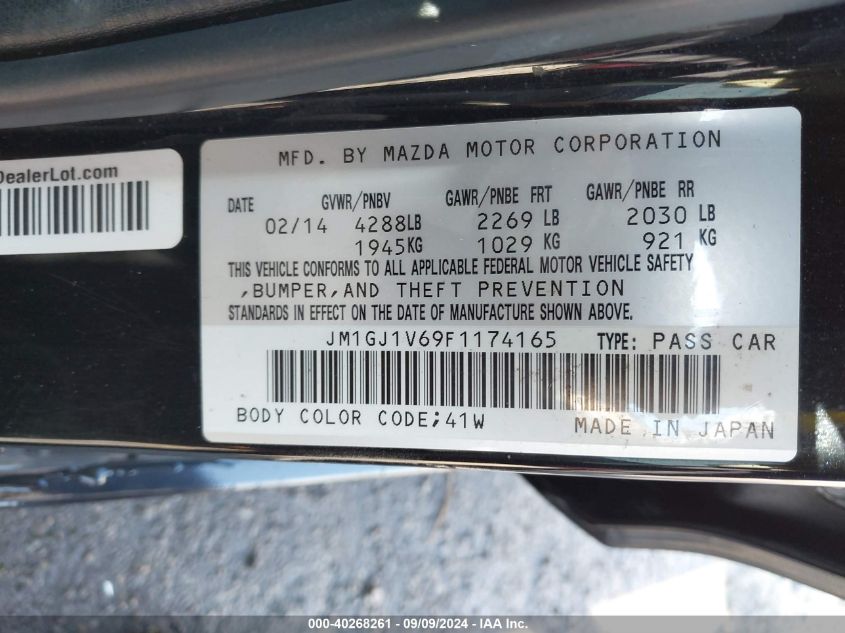 DealerLot.com
MFD. BY MAZDA MOTOR CORPORATION
DATE GVWR/PNBV GAWR/PNBE FRT GAWR/PNBE RR
02/14 4288LB 2269 LB 2030 LB
1945KG 1029 KG 921 KG
THIS VEHICLE CONFORMS TO ALL APPLICABLE FEDERAL MOTOR VEHICLE SAFETY
,BUMPER,AND THEFT PREVENTION
STANDARDS IN EFFECT ON THE DATE OF MANUFACTURE SHOWN ABOVE.
JM1GJ1V69F1174165 TYPE: PASS CAR
BODY COLOR CODE;41W
MADE IN JAPAN
000-40268261 - 09/09/2024 - IAA Inc.